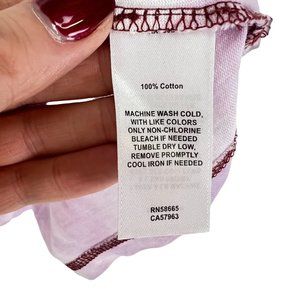 100% Cotton
MACHINE WASH COLD,
WITH LIKE COLORS
ONLY NON-CHLORINE
BLEACH IF NEEDED
TUMBLE DRY LOW,
REMOVE PROMPTLY
COOL IRON IF NEEDED
RN58665
CA57963